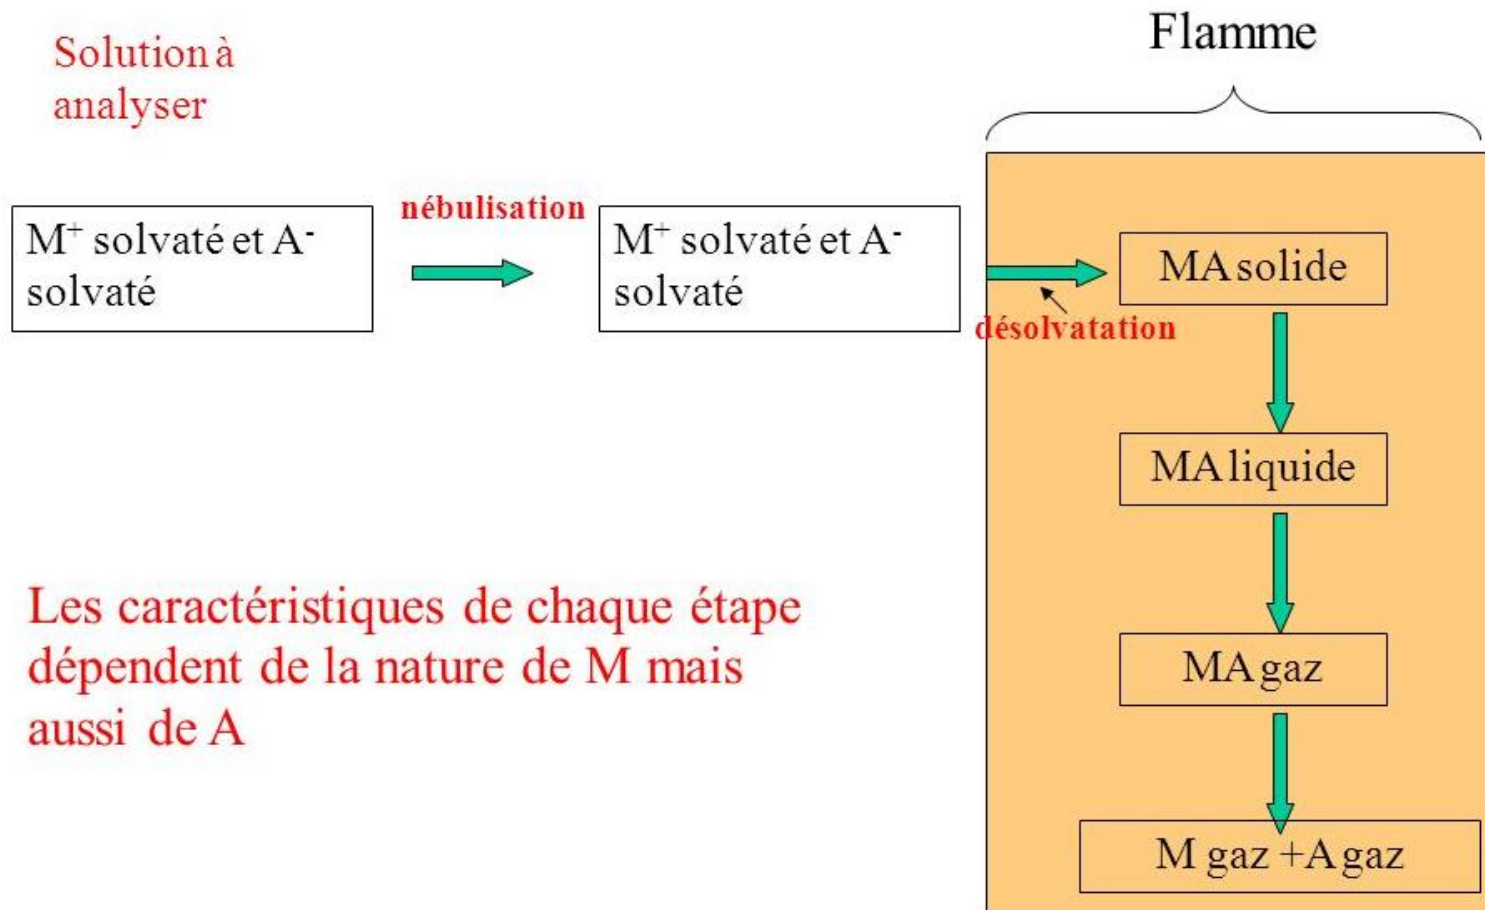 Solution à
analyser
Flamme
M⁺ solvaté et A⁻
solvaté
nébulisation
M⁺ solvaté et A⁻
solvaté
désolvatation
MA solide
MA liquide
MA gaz
M gaz +A gaz
Les caractéristiques de chaque étape
dépendent de la nature de M mais
aussi de A